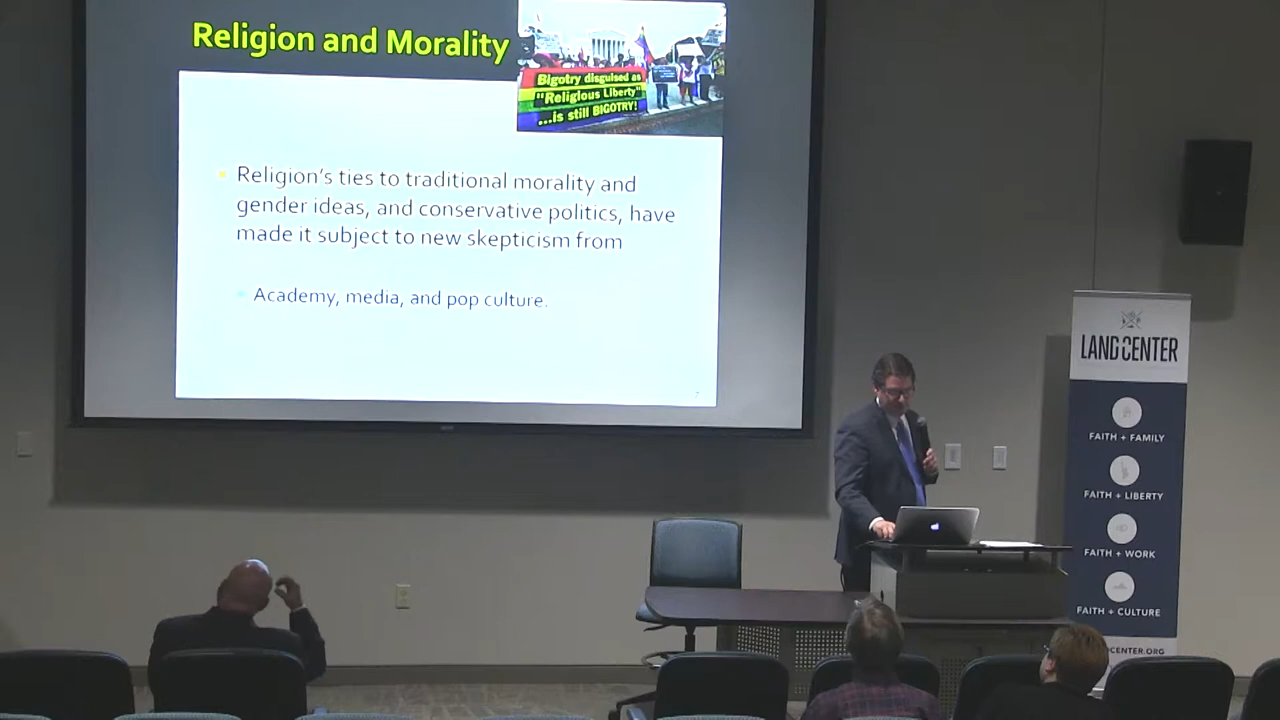 Religion and Morality
Bigotry disguised as
"Religious Liberty"
...is still BIGOTRY!
Religion's ties to traditional morality and
gender ideas, and conservative politics, have
made it subject to new skepticism from
Academy, media, and pop culture.
LAND CENTER
FAITH + FAMILY
FAITH + LIBERTY
FAITH + WORK
FAITH + CULTURE
CENTER.ORG